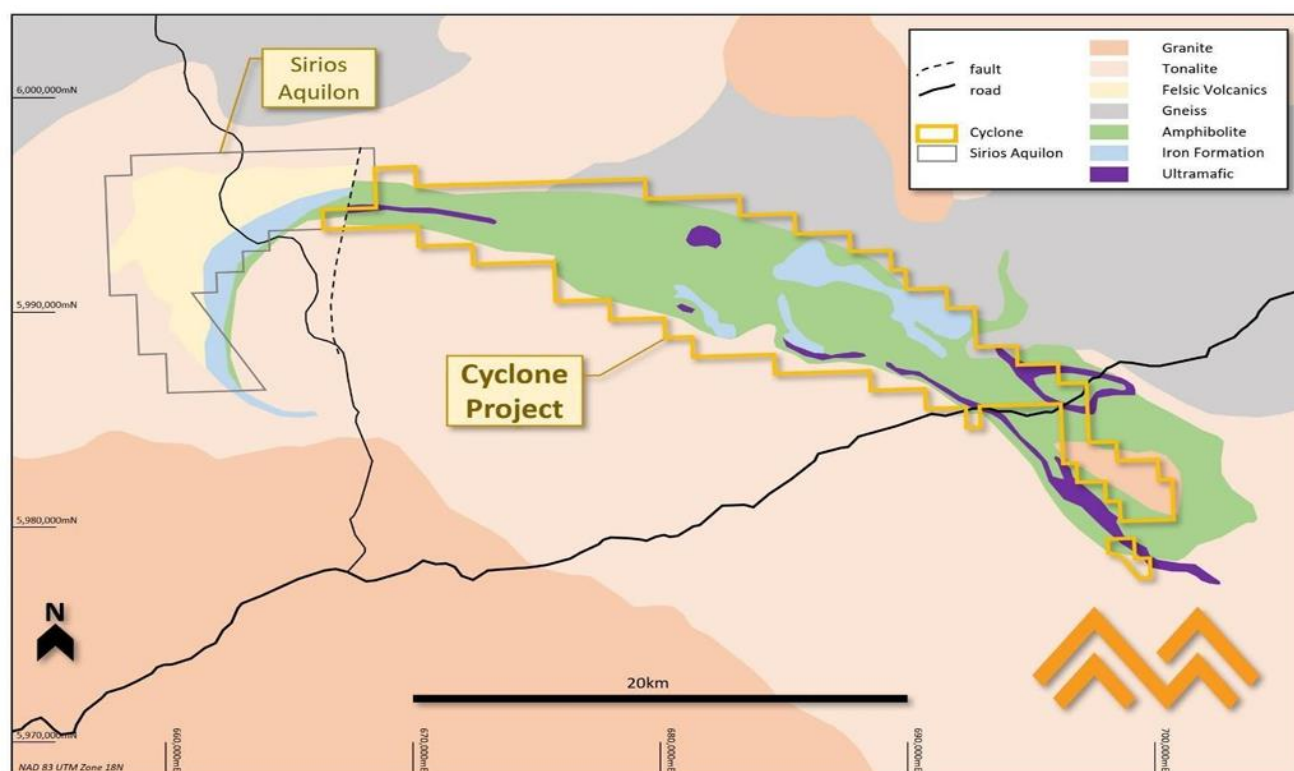 Sirios
Aquilon
fault
road
Cyclone
Sirios Aquilon
Granite
Tonalite
Felsic Volcanics
Gneiss
Amphibolite
Iron Formation
Ultramafic
6,000,000mN
5,990,000mN
Cyclone
Project
5,980,000mN
N
20km
5,970,000mN
660,000mE
670,000mE
680,000mE
690,000mE
700,000mE
NAD 83 UTM Zone 18N